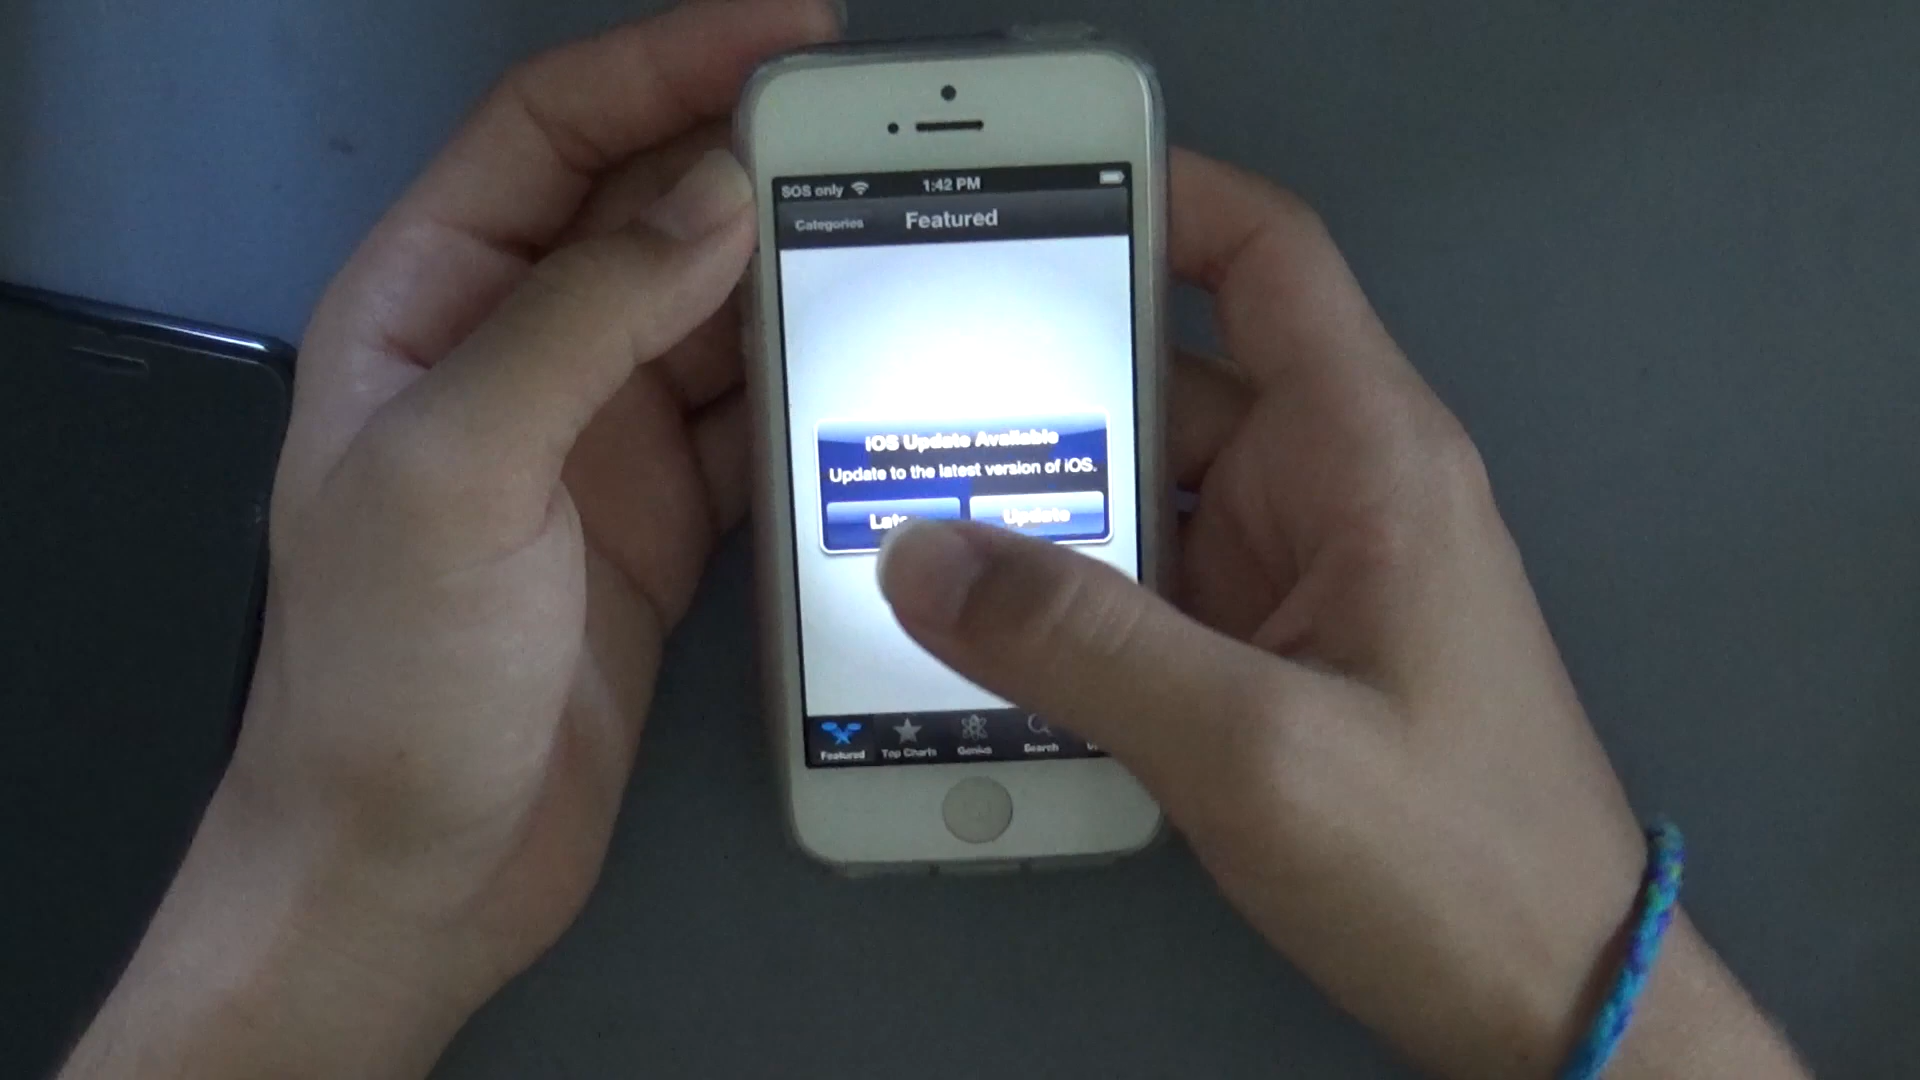 SOS only 1:42 PM
Categories Featured
iOS Update Available
Update to the latest version of iOS.
Update
Featured Top Charts Genius Search